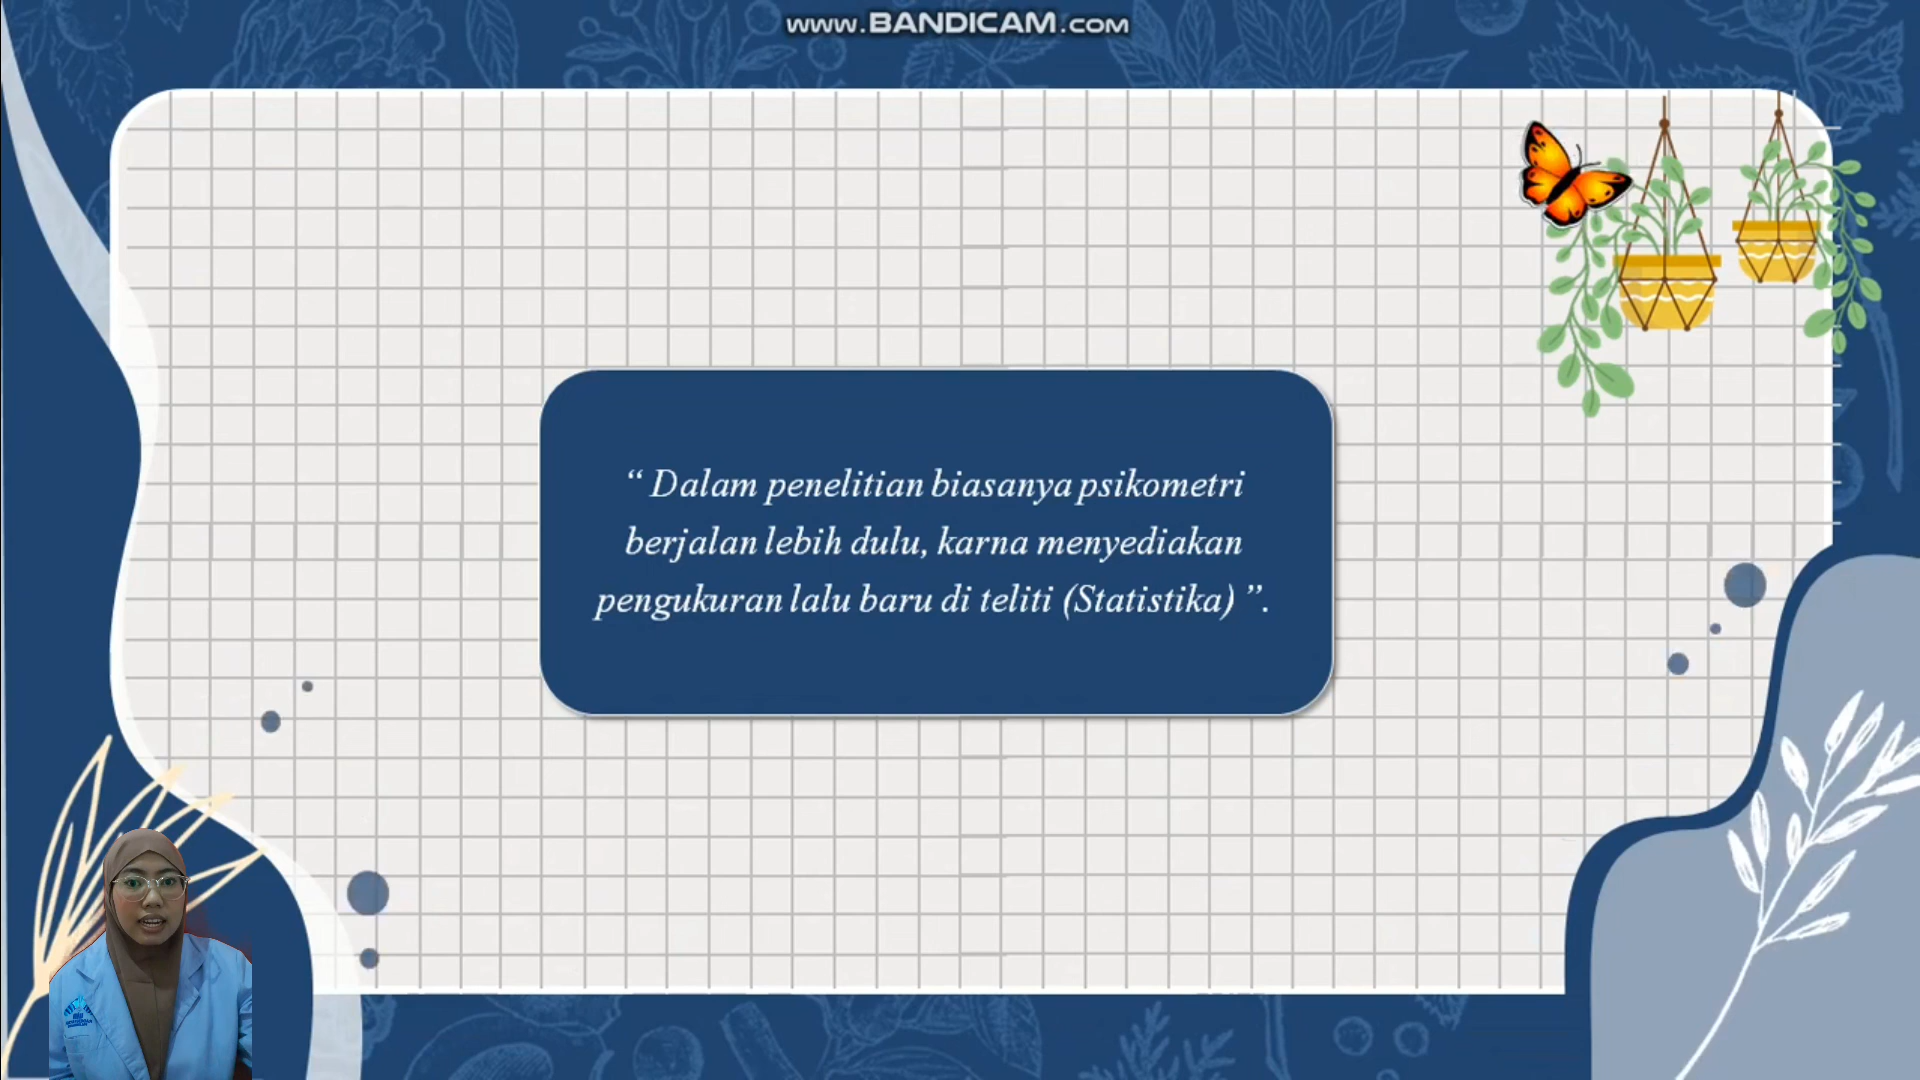 www.BANDICAM.com
“ Dalam penelitian biasanya psikometri
berjalan lebih dulu, karna menyediakan
pengukuran lalu baru di teliti (Statistika) ”.